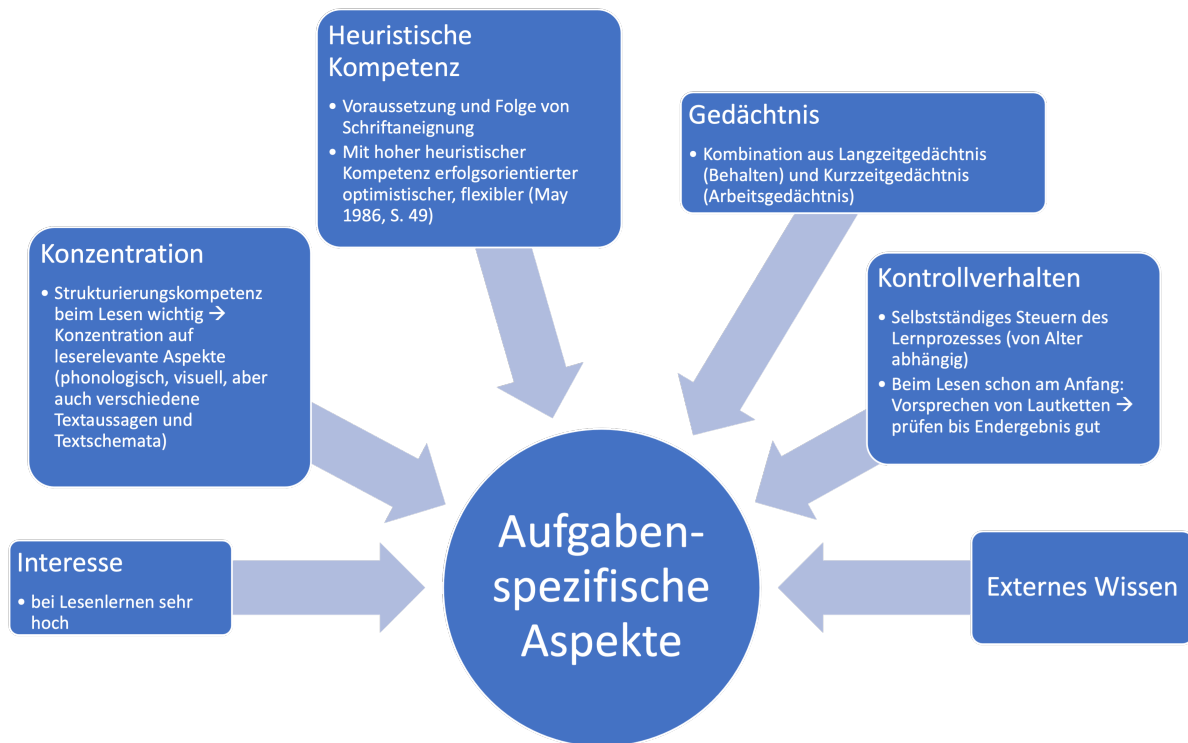 Heuristische
Kompetenz
• Voraussetzung und Folge von
Schriftaneignung
• Mit hoher heuristischer
Kompetenz erfolgsorientierter
optimistischer, flexibler (May
1986, S. 49)
Gedächtnis
• Kombination aus Langzeitgedächtnis
(Behalten) und Kurzzeitgedächtnis
(Arbeitsgedächtnis)
Konzentration
• Strukturierungskompetenz
beim Lesen wichtig →
Konzentration auf
leserelevante Aspekte
(phonologisch, visuell, aber
auch verschiedene
Textaussagen und
Textschemata)
Kontrollverhalten
• Selbstständiges Steuern des
Lernprozesses (von Alter
abhängig)
• Beim Lesen schon am Anfang:
Vorsprechen von Lautketten →
prüfen bis Endergebnis gut
Interesse
• bei Lesenlernen sehr
hoch
Aufgaben-
spezifische
Aspekte
Externes Wissen